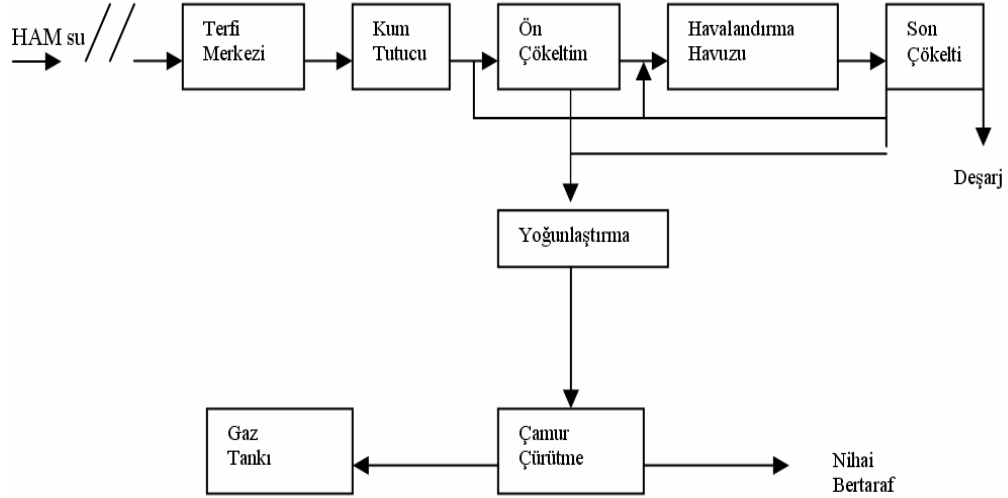 HAM su
Terfi
Merkezi
Kum
Tutucu
Ön
Çökeltim
Havalandırma
Havuzu
Son
Çökelti
Deşarj
Yoğunlaştırma
Gaz
Tankı
Çamur
Çürütme
Nihai
Bertaraf